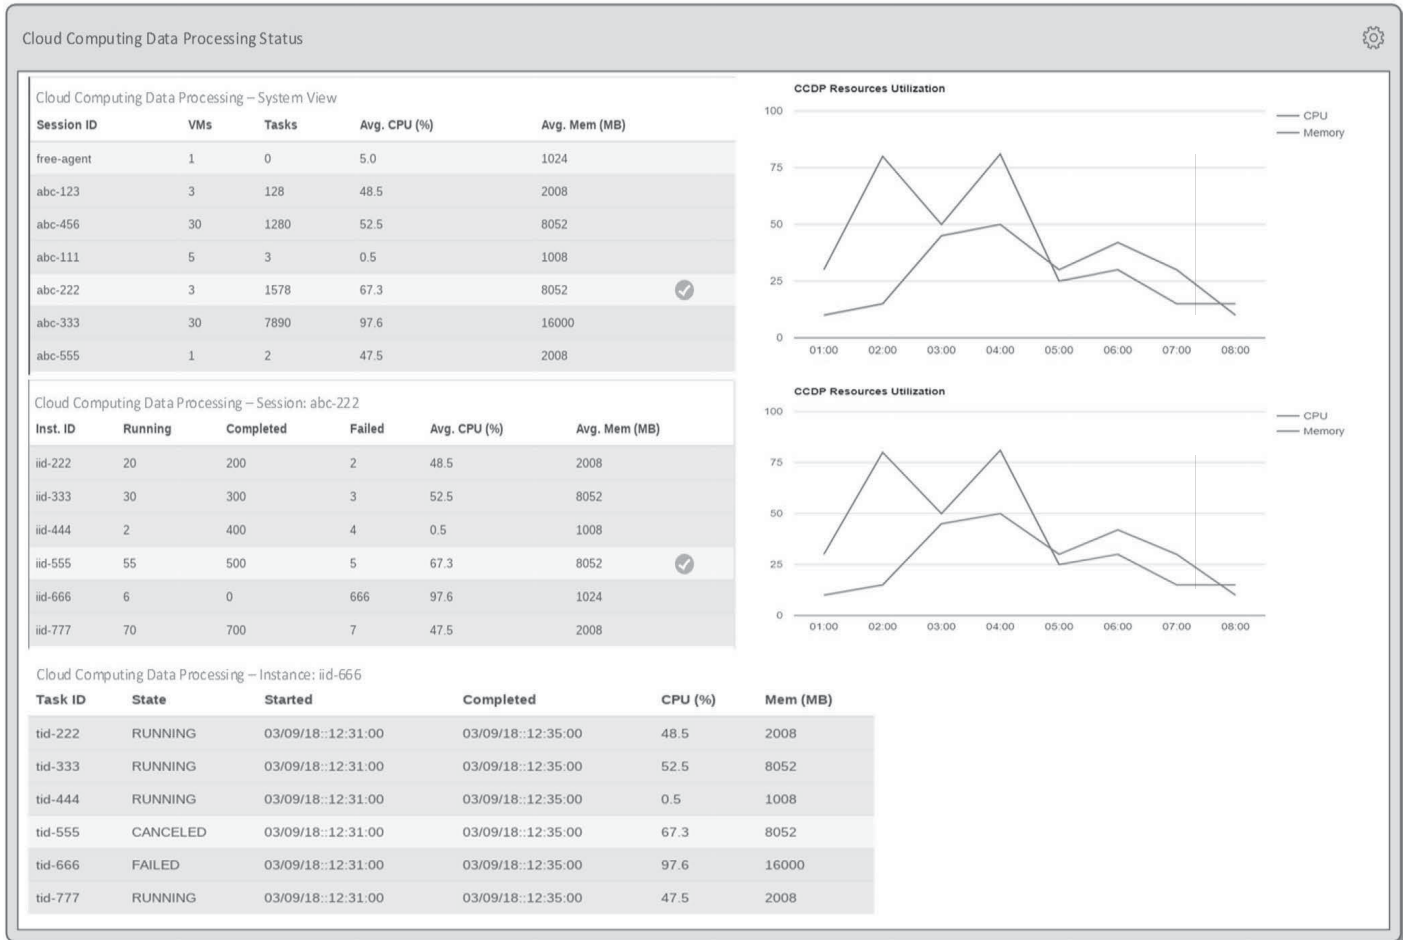 Cloud Computing Data Processing Status
Cloud Computing Data Processing – System View
Session ID VMs Tasks Avg. CPU (%) Avg. Mem (MB)
free-agent 1 0 5.0 1024
abc-123 3 128 48.5 2008
abc-456 30 1280 52.5 8052
abc-111 5 3 0.5 1008
abc-222 3 1578 67.3 8052
abc-333 30 7890 97.6 16000
abc-555 1 2 47.5 2008
CCDP Resources Utilization
100
75
50
25
0
01:00 02:00 03:00 04:00 05:00 06:00 07:00 08:00
CPU
Memory
Cloud Computing Data Processing – Session: abc-222
Inst. ID Running Completed Failed Avg. CPU (%) Avg. Mem (MB)
iid-222 20 200 2 48.5 2008
iid-333 30 300 3 52.5 8052
iid-444 2 400 4 0.5 1008
iid-555 55 500 5 67.3 8052
iid-666 6 0 666 97.6 1024
iid-777 70 700 7 47.5 2008
CCDP Resources Utilization
100
75
50
25
0
01:00 02:00 03:00 04:00 05:00 06:00 07:00 08:00
CPU
Memory
Cloud Computing Data Processing – Instance: iid-666
Task ID State Started Completed CPU (%) Mem (MB)
tid-222 RUNNING 03/09/18::12:31:00 03/09/18::12:35:00 48.5 2008
tid-333 RUNNING 03/09/18::12:31:00 03/09/18::12:35:00 52.5 8052
tid-444 RUNNING 03/09/18::12:31:00 03/09/18::12:35:00 0.5 1008
tid-555 CANCELED 03/09/18::12:31:00 03/09/18::12:35:00 67.3 8052
tid-666 FAILED 03/09/18::12:31:00 03/09/18::12:35:00 97.6 16000
tid-777 RUNNING 03/09/18::12:31:00 03/09/18::12:35:00 47.5 2008